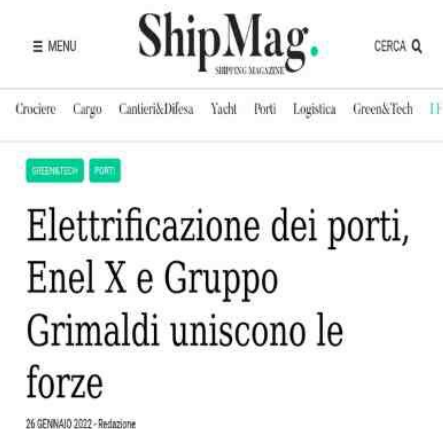 MENU
ShipMag.
SHIPPING MAGAZINE
CERCA
Crociere Cargo Cantieri&Difesa Yacht Porti Logistica Green&Tech
GREEN&TECH PORTI
Elettrificazione dei porti,
Enel X e Gruppo
Grimaldi uniscono le
forze
26 GENNAIO 2022 - Redazione